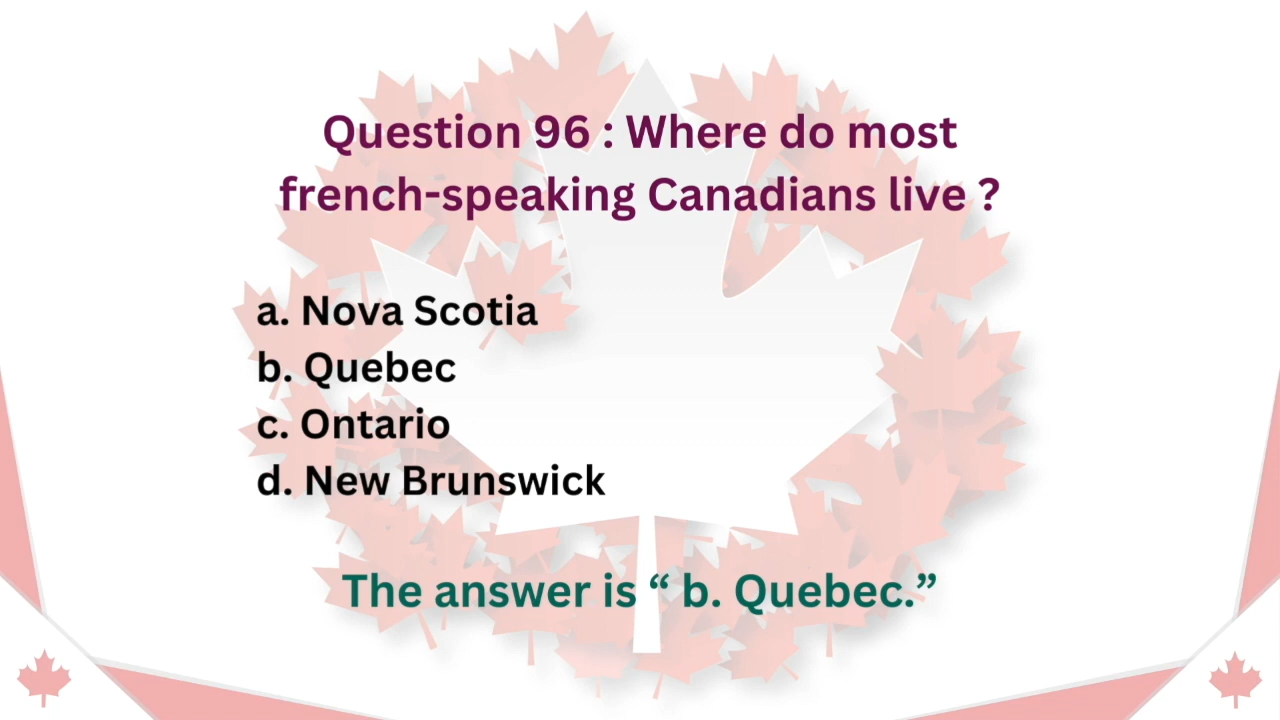 Question 96 : Where do most
french-speaking Canadians live ?
a. Nova Scotia
b. Quebec
c. Ontario
d. New Brunswick
The answer is “ b. Quebec.”